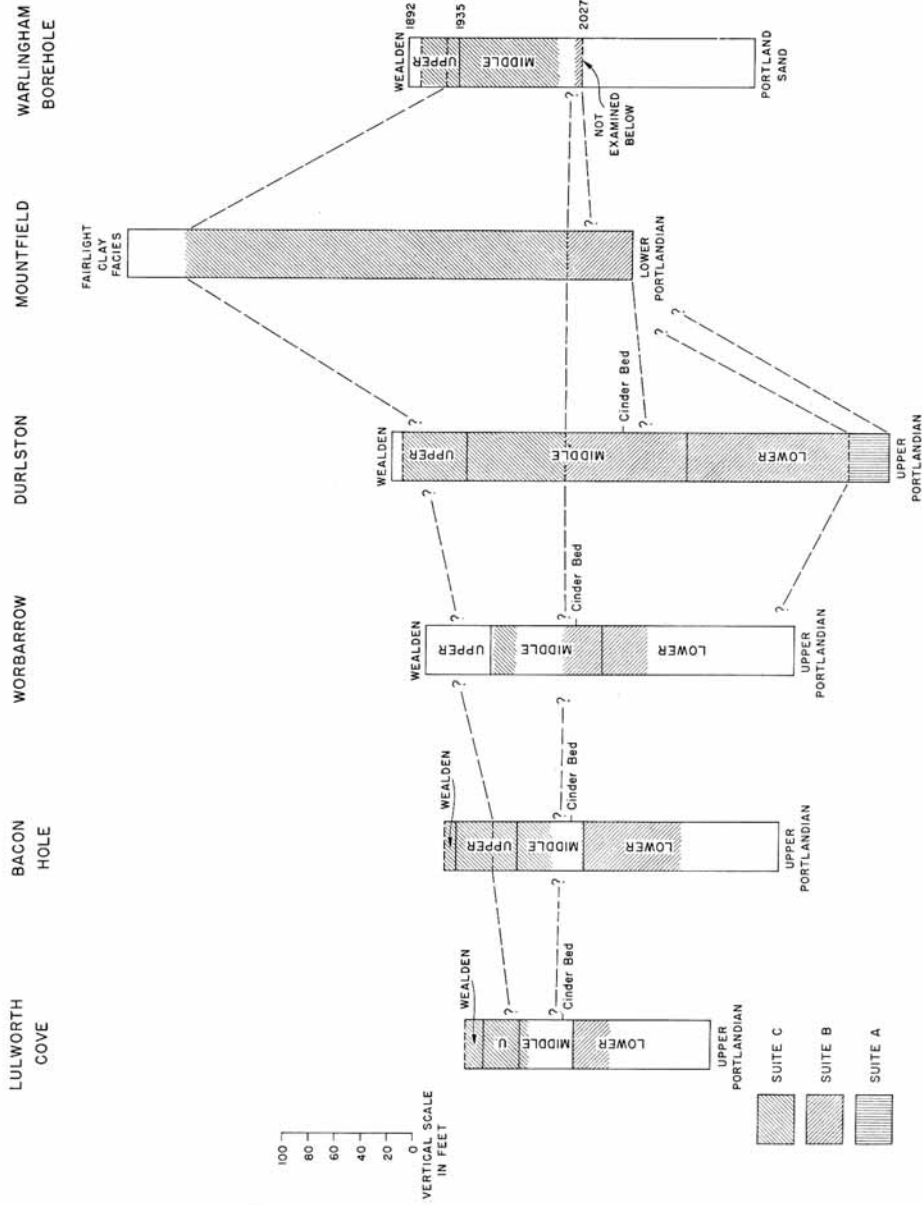 LULWORTH
COVE
BACON
HOLE
WORBARROW
DURLSTON
MOUNTFIELD
WARLINGHAM
BOREHOLE
100
80
60
40
20
0
VERTICAL SCALE
IN FEET
WEALDEN
U.
MIDDLE
LOWER
?
?
Cinder Bed
UPPER
PORTLANDIAN
WEALDEN
UPPER
MIDDLE
LOWER
?
?
Cinder Bed
UPPER
PORTLANDIAN
WEALDEN
UPPER
MIDDLE
LOWER
?
?
?
?
Cinder Bed
?
UPPER
PORTLANDIAN
WEALDEN
UPPER
MIDDLE
LOWER
?
?
Cinder Bed
?
?
?
UPPER
PORTLANDIAN
FAIRLIGHT
CLAY
FACIES
LOWER
PORTLANDIAN
?
WEALDEN
1892
UPPER
1935
MIDDLE
?
2027
NOT
EXAMINED
BELOW
PORTLAND
SAND
SUITE C
SUITE B
SUITE A